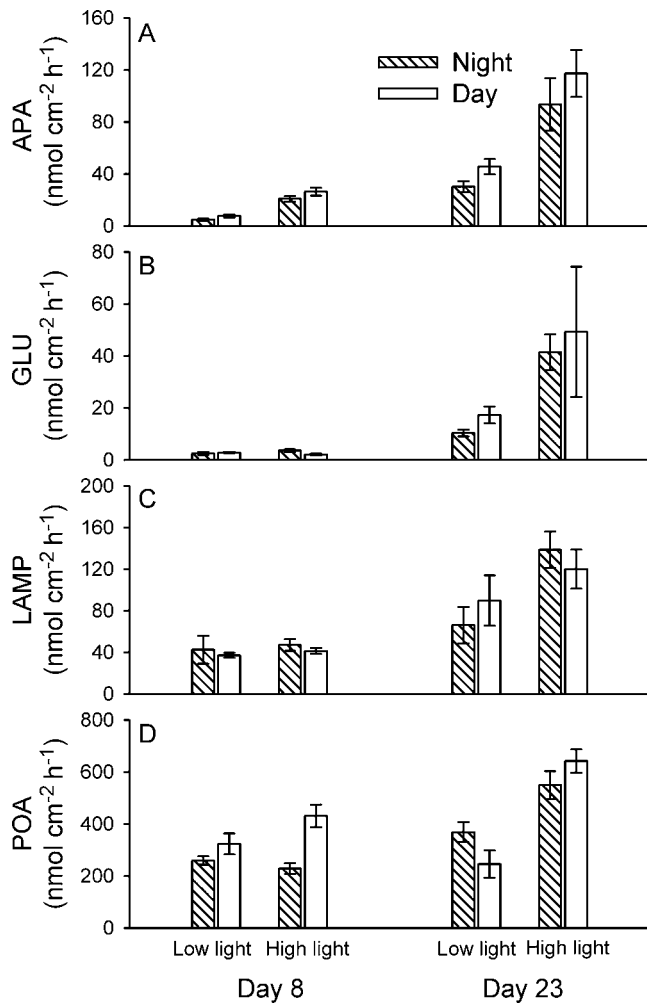 A
Night
Day
APA
(nmol cm⁻² h⁻¹)
160
120
80
40
0
B
GLU
(nmol cm⁻² h⁻¹)
80
60
40
20
0
C
LAMP
(nmol cm⁻² h⁻¹)
200
160
120
80
40
0
D
POA
(nmol cm⁻² h⁻¹)
800
600
400
200
0
Low light High light Low light High light
Day 8 Day 23